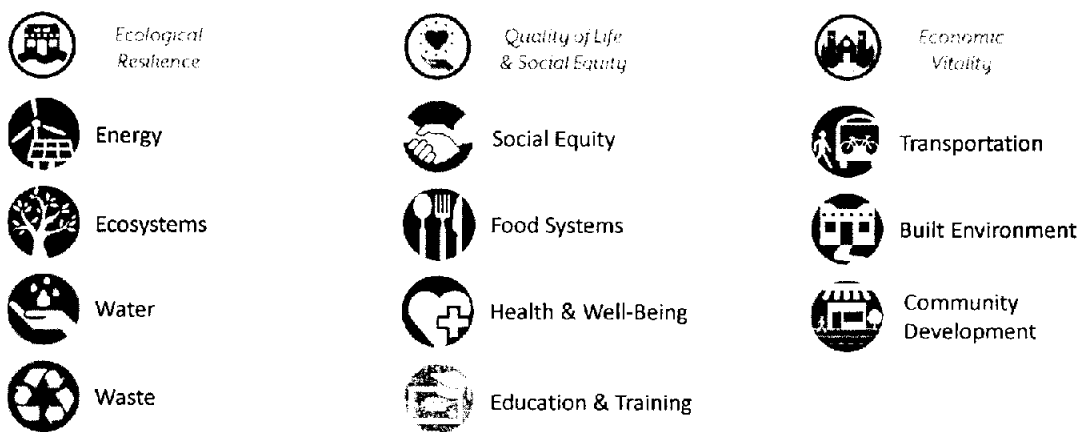 Ecological
Resilience
Energy
Ecosystems
Water
Waste
Quality of Life
& Social Equity
Social Equity
Food Systems
Health & Well-Being
Education & Training
Economic
Vitality
Transportation
Built Environment
Community
Development